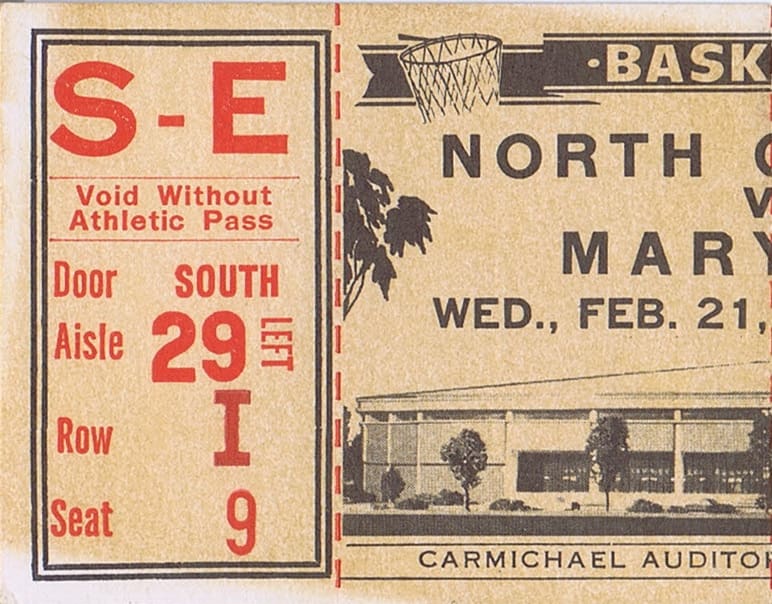 S-E
Void Without
Athletic Pass
Door SOUTH
Aisle 29 LEFT
Row I
Seat 9
·BASK
NORTH
MARY
WED., FEB. 21,
CARMICHAEL AUDITO